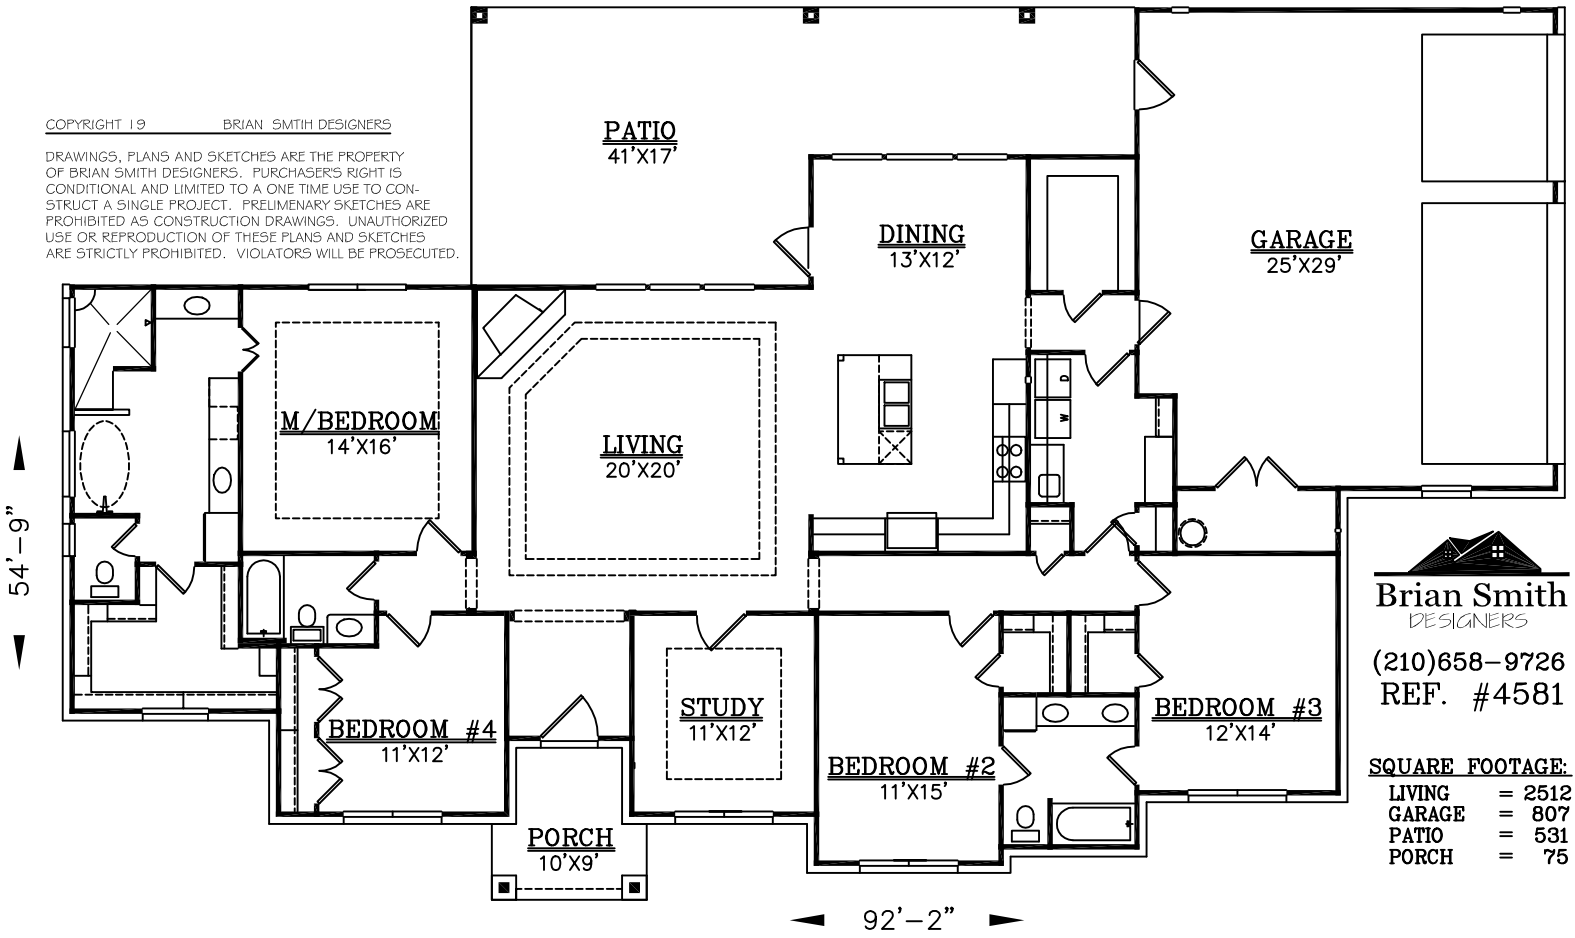 COPYRIGHT 19 BRIAN SMTIH DESIGNERS
DRAWINGS, PLANS AND SKETCHES ARE THE PROPERTY
OF BRIAN SMITH DESIGNERS. PURCHASER'S RIGHT IS
CONDITIONAL AND LIMITED TO A ONE TIME USE TO CON-
STRUCT A SINGLE PROJECT. PRELIMENARY SKETCHES ARE
PROHIBITED AS CONSTRUCTION DRAWINGS. UNAUTHORIZED
USE OR REPRODUCTION OF THESE PLANS AND SKETCHES
ARE STRICTLY PROHIBITED. VIOLATORS WILL BE PROSECUTED.
PATIO
41'X17'
DINING
13'X12'
GARAGE
25'X29'
M/BEDROOM
14'X16'
LIVING
20'X20'
D
W
54'-9"
BEDROOM #4
11'X12'
STUDY
11'X12'
BEDROOM #2
11'X15'
BEDROOM #3
12'X14'
PORCH
10'X9'
92'-2"
Brian Smith
DESIGNERS
(210)658-9726
REF. #4581
SQUARE FOOTAGE:
LIVING = 2512
GARAGE = 807
PATIO = 531
PORCH = 75